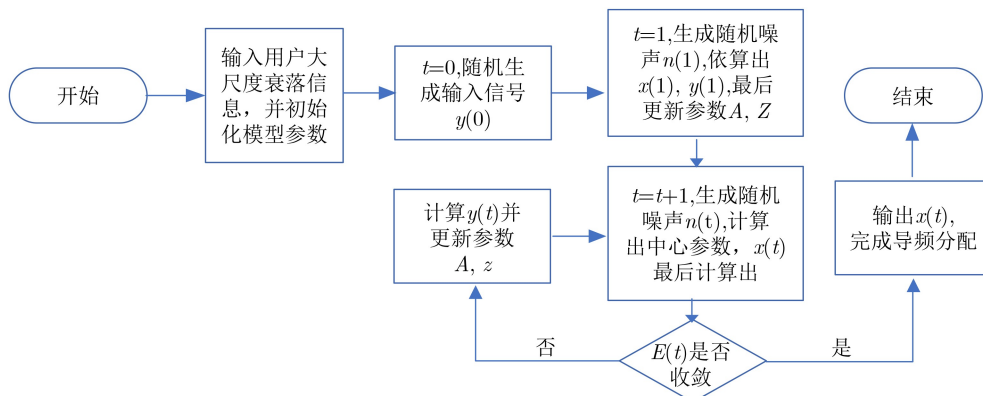 开始
输入用户大
尺度衰落信
息，并初始
化模型参数
t=0,随机生
成输入信号
y(0)
t=1,生成随机噪
声n(1),依算出
x(1), y(1),最后
更新参数A, Z
t=t+1,生成随机
噪声n(t),计算
出中心参数，x(t)
最后计算出
计算y(t)并
更新参数
A, z
E(t)是否
收敛
否
是
输出x(t),
完成导频分配
结束